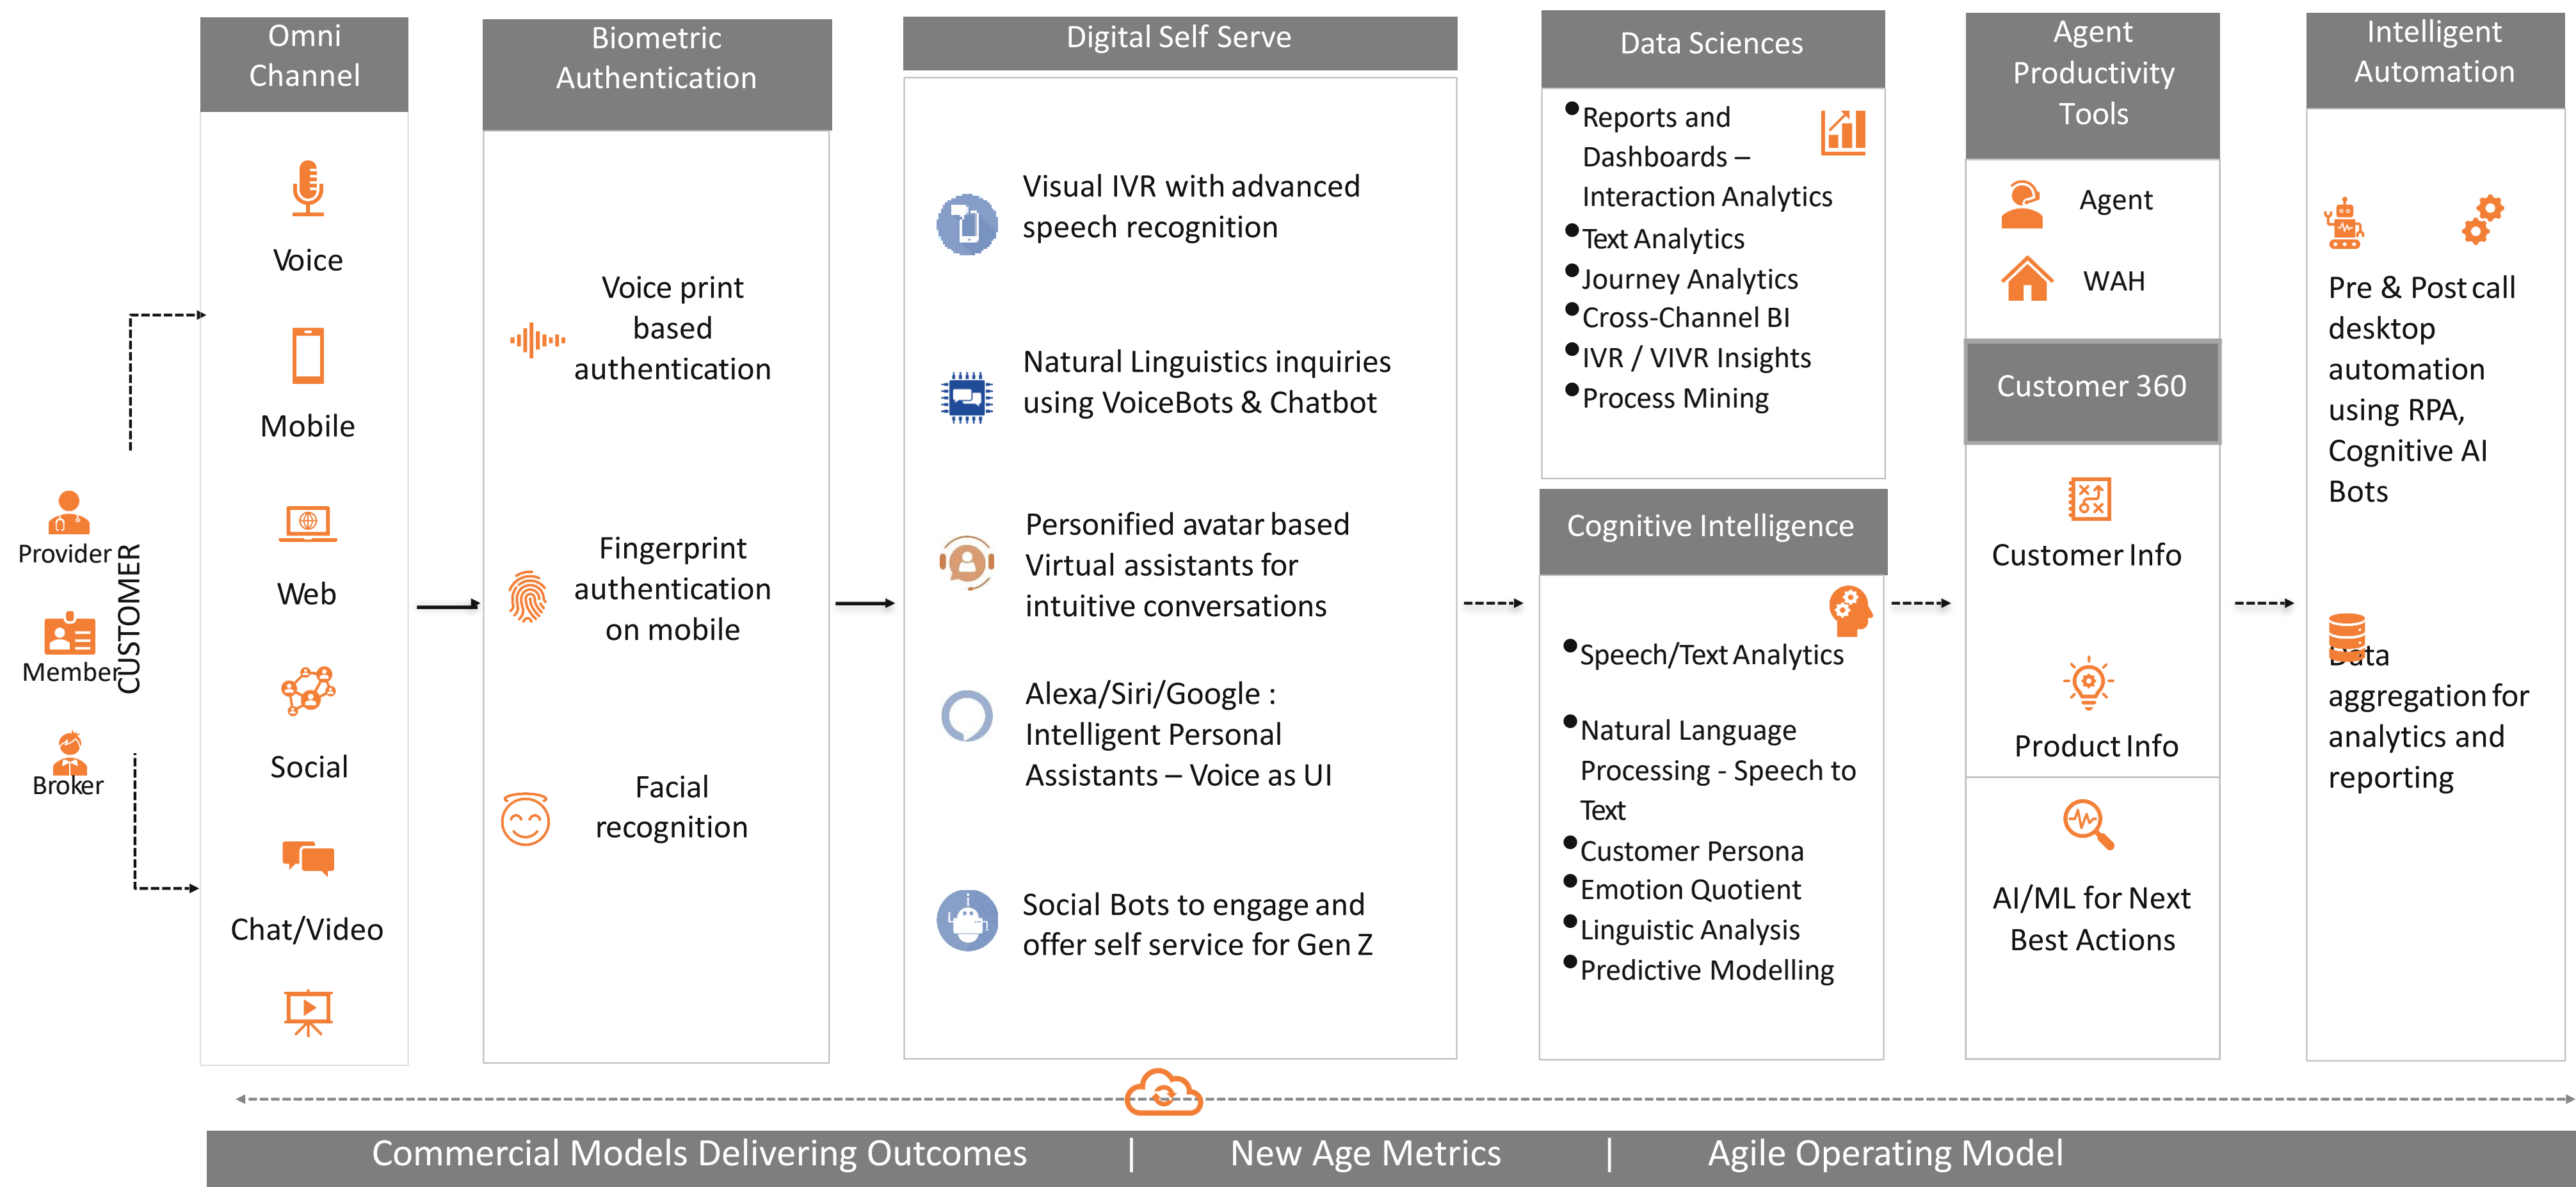 Provider
Member
Broker
CUSTOMER
Omni
Channel
Voice
Mobile
Web
Social
Chat/Video
Biometric
Authentication
Voice print
based
authentication
Fingerprint
authentication
on mobile
Facial
recognition
Digital Self Serve
Visual IVR with advanced
speech recognition
Natural Linguistics inquiries
using VoiceBots & Chatbot
Personified avatar based
Virtual assistants for
intuitive conversations
Alexa/Siri/Google :
Intelligent Personal
Assistants – Voice as UI
Social Bots to engage and
offer self service for Gen Z
Data Sciences
•Reports and
Dashboards –
Interaction Analytics
•Text Analytics
•Journey Analytics
•Cross-Channel BI
•IVR / VIVR Insights
•Process Mining
Cognitive Intelligence
•Speech/Text Analytics
•Natural Language
Processing - Speech to
Text
•Customer Persona
•Emotion Quotient
•Linguistic Analysis
•Predictive Modelling
Agent
Productivity
Tools
Agent
WAH
Customer 360
Customer Info
Product Info
AI/ML for Next
Best Actions
Intelligent
Automation
Pre & Post call
desktop
automation
using RPA,
Cognitive AI
Bots
Data
aggregation for
analytics and
reporting
Commercial Models Delivering Outcomes | New Age Metrics | Agile Operating Model